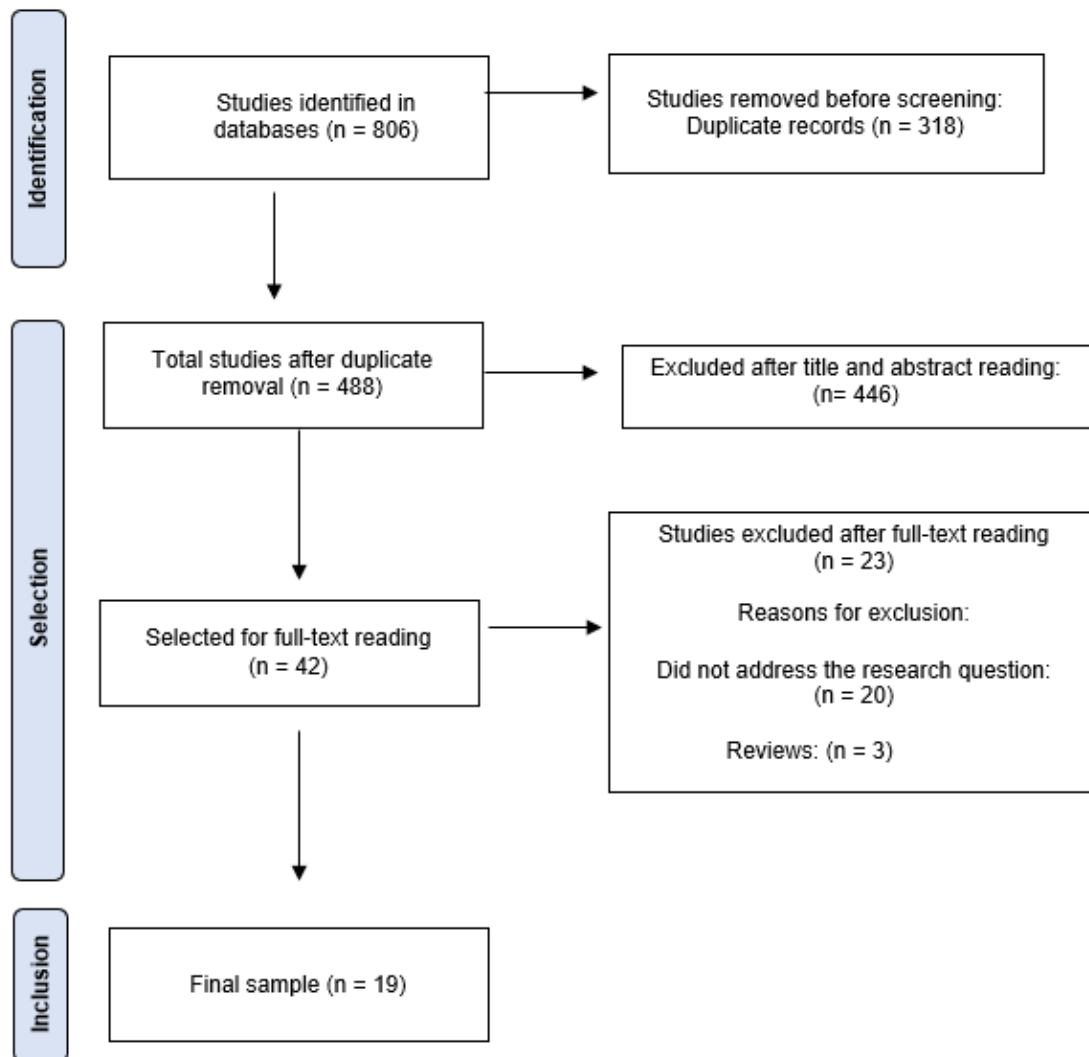 Identification
Studies identified in
databases (n = 806)
Studies removed before screening:
Duplicate records (n = 318)
Selection
Total studies after duplicate
removal (n = 488)
Excluded after title and abstract reading:
(n= 446)
Selected for full-text reading
(n = 42)
Studies excluded after full-text reading
(n = 23)
Reasons for exclusion:
Did not address the research question:
(n = 20)
Reviews: (n = 3)
Inclusion
Final sample (n = 19)